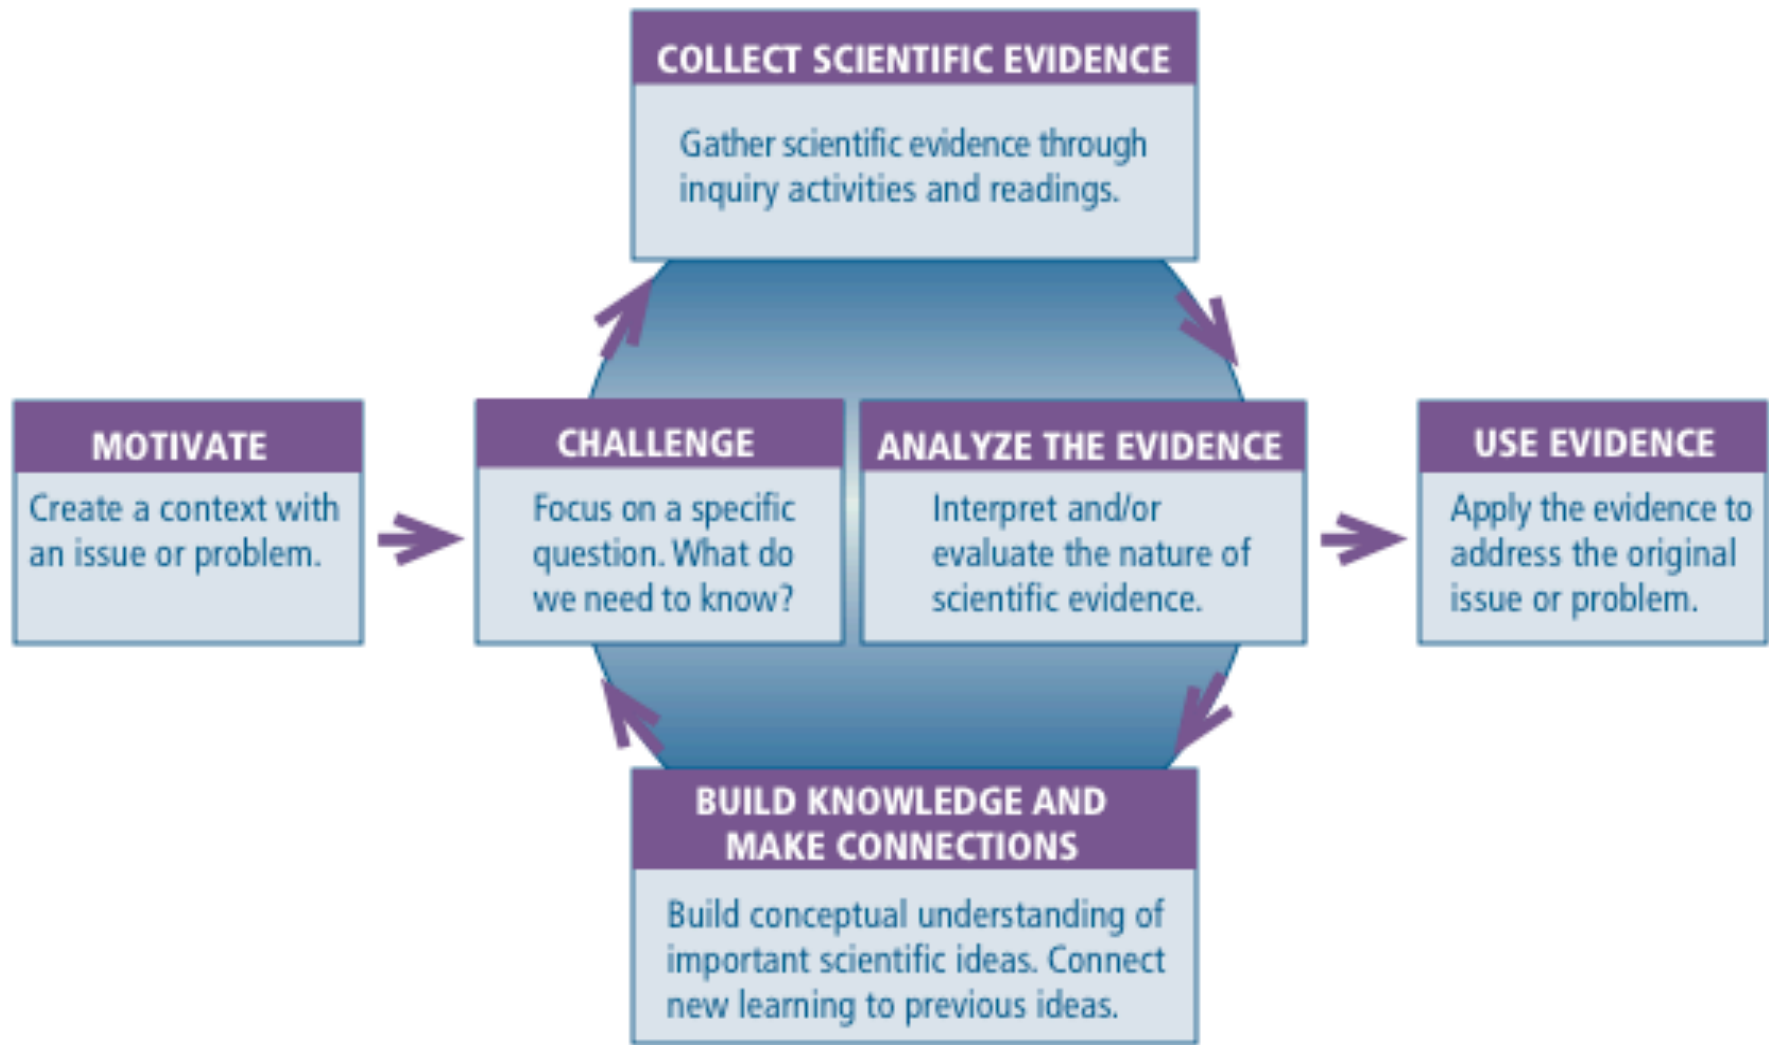 COLLECT SCIENTIFIC EVIDENCE
Gather scientific evidence through
inquiry activities and readings.
MOTIVATE
Create a context with
an issue or problem.
CHALLENGE
Focus on a specific
question. What do
we need to know?
ANALYZE THE EVIDENCE
Interpret and/or
evaluate the nature of
scientific evidence.
USE EVIDENCE
Apply the evidence to
address the original
issue or problem.
BUILD KNOWLEDGE AND
MAKE CONNECTIONS
Build conceptual understanding of
important scientific ideas. Connect
new learning to previous ideas.